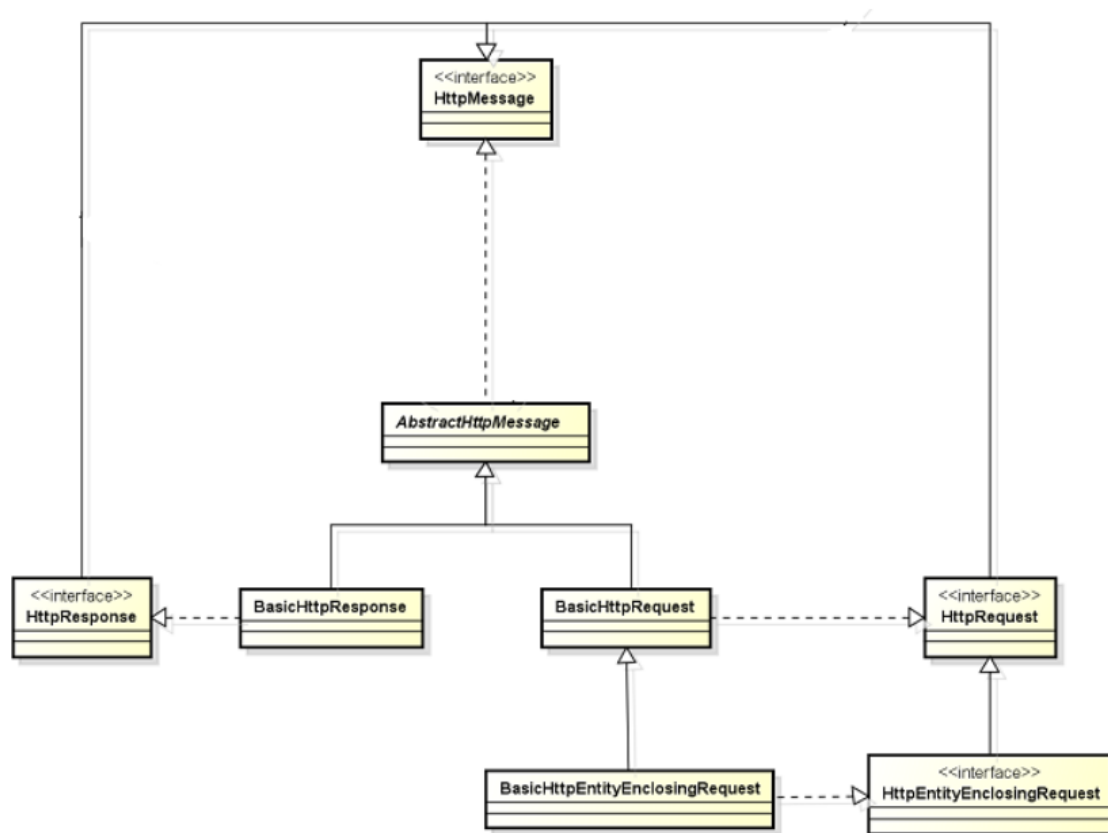 <<interface>>
HttpMessage
AbstractHttpMessage
<<interface>>
HttpResponse
BasicHttpResponse
BasicHttpRequest
<<interface>>
HttpRequest
BasicHttpEntityEnclosingRequest
<<interface>>
HttpEntityEnclosingRequest